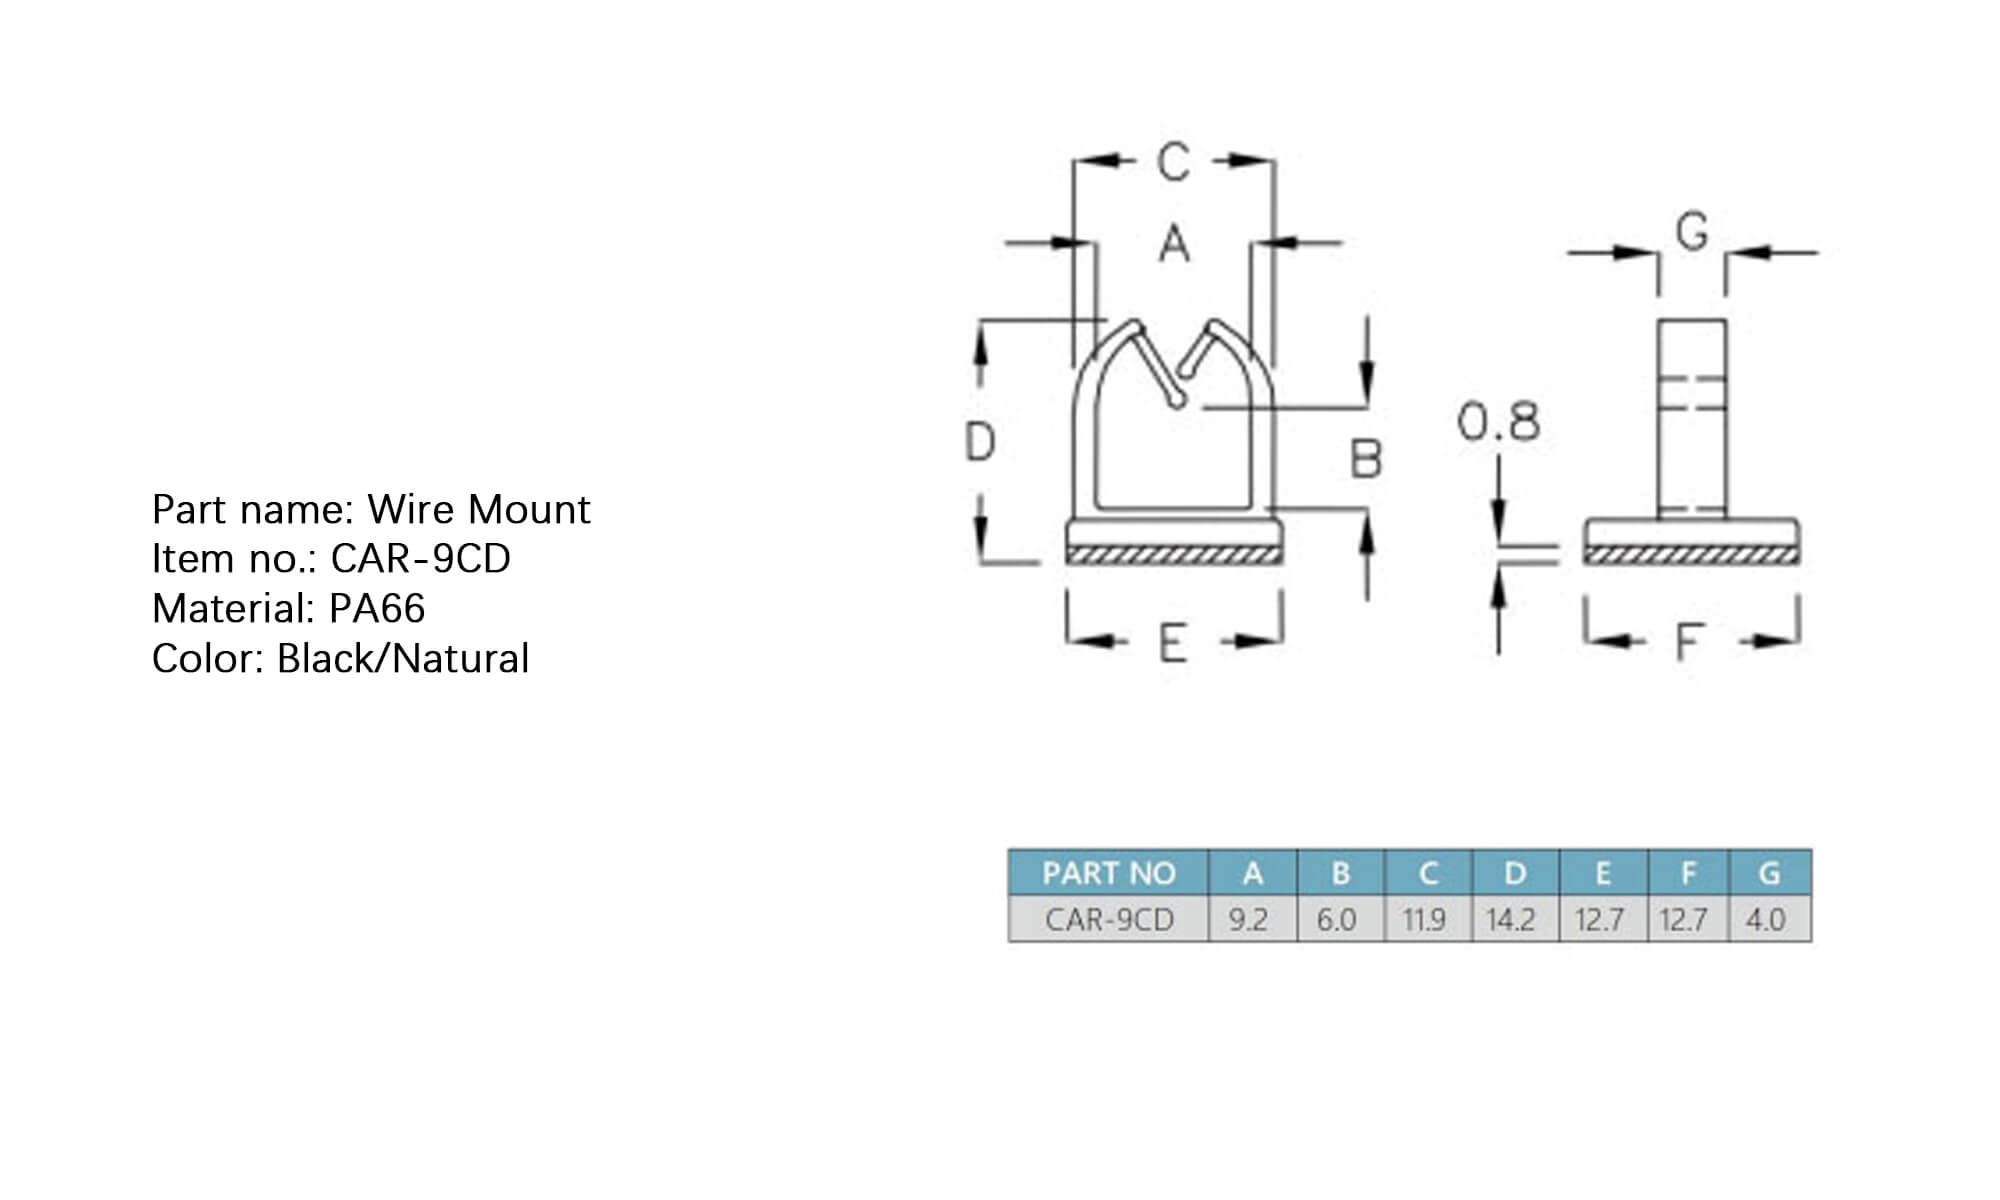 Part name: Wire Mount
Item no.: CAR-9CD
Material: PA66
Color: Black/Natural
C
A
G
D
B
0.8
E
F
PART NO A B C D E F G
CAR-9CD 9.2 6.0 11.9 14.2 12.7 12.7 4.0